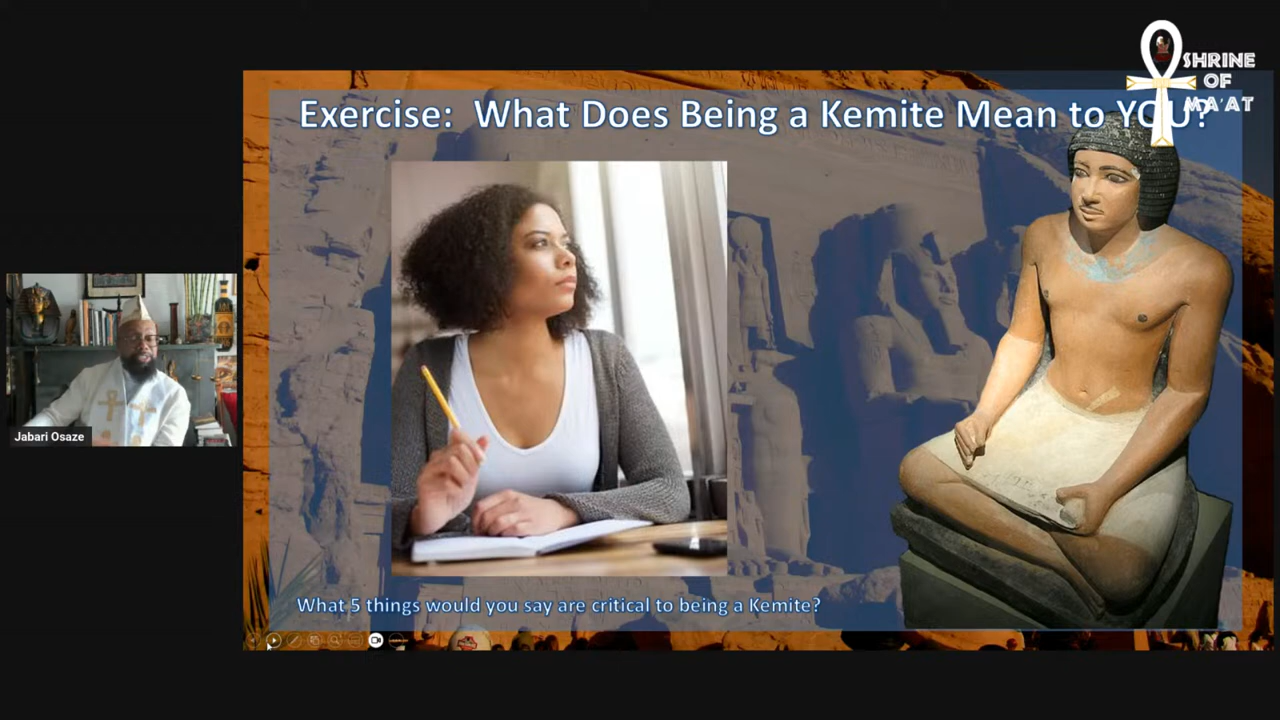 Exercise: What Does Being a Kemite Mean to YOU?
SHRINE
OF
MA'AT
Jabari Osaze
What 5 things would you say are critical to being a Kemite?